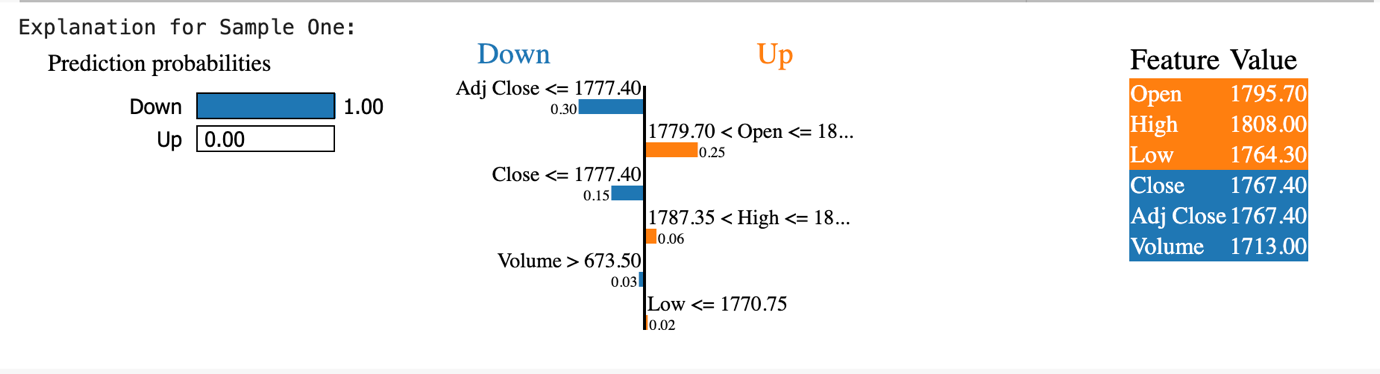 Explanation for Sample One:
Prediction probabilities
Down 1.00
Up 0.00
Down Up
Adj Close <= 1777.40
0.30
1779.70 < Open <= 18...
0.25
Close <= 1777.40
0.15
1787.35 < High <= 18...
0.06
Volume > 673.50
0.03
Low <= 1770.75
0.02
Feature Value
Open 1795.70
High 1808.00
Low 1764.30
Close 1767.40
Adj Close 1767.40
Volume 1713.00